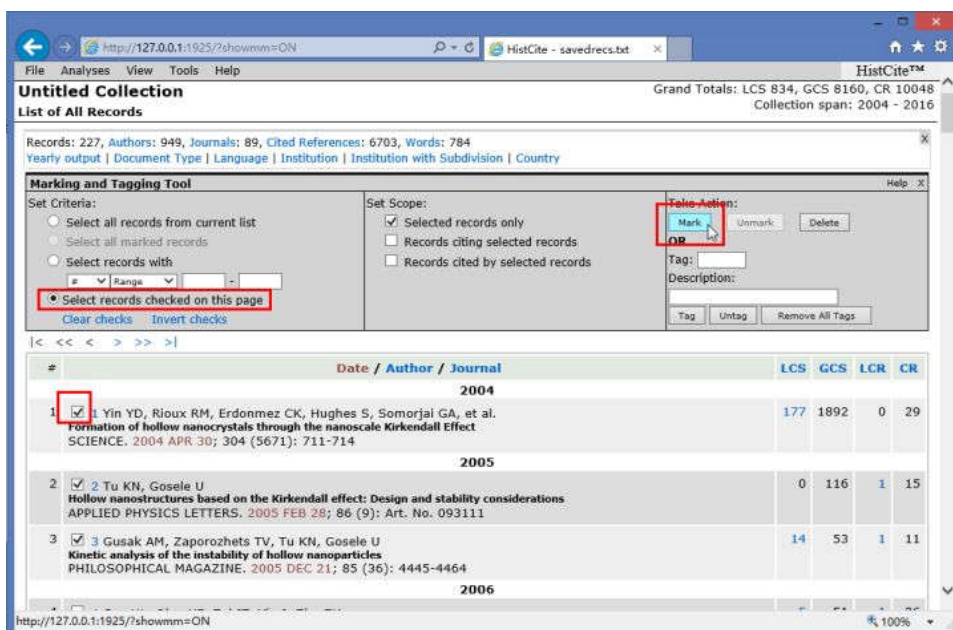 http://127.0.0.1:1925/?showmm=ON
HistCite - savedrecs.txt
File Analyses View Tools Help
HistCite™
Untitled Collection
Grand Totals: LCS 834, GCS 8160, CR 10048
List of All Records
Collection span: 2004 - 2016
Records: 227, Authors: 949, Journals: 89, Cited References: 6703, Words: 784
X
Yearly output | Document Type | Language | Institution | Institution with Subdivision | Country
Marking and Tagging Tool
Help X
Set Criteria:
Select all records from current list
Select all marked records
Select records with
# Range -
Select records checked on this page
Clear checks Invert checks
Set Scope:
Selected records only
Records citing selected records
Records cited by selected records
Take Action:
Mark Unmark Delete
OR
Tag:
Description:
Tag Untag Remove All Tags
|< << < > >> >|
# Date / Author / Journal LCS GCS LCR CR
2004
1 1 Yin YD, Rioux RM, Erdonmez CK, Hughes S, Somorjai GA, et al. 177 1892 0 29
Formation of hollow nanocrystals through the nanoscale Kirkendall Effect
SCIENCE. 2004 APR 30; 304 (5671): 711-714
2005
2 2 Tu KN, Gosele U 0 116 1 15
Hollow nanostructures based on the Kirkendall effect: Design and stability considerations
APPLIED PHYSICS LETTERS. 2005 FEB 28; 86 (9): Art. No. 093111
3 3 Gusak AM, Zaporozhets TV, Tu KN, Gosele U 14 53 1 11
Kinetic analysis of the instability of hollow nanoparticles
PHILOSOPHICAL MAGAZINE. 2005 DEC 21; 85 (36): 4445-4464
2006
http://127.0.0.1:1925/?showmm=ON
100%